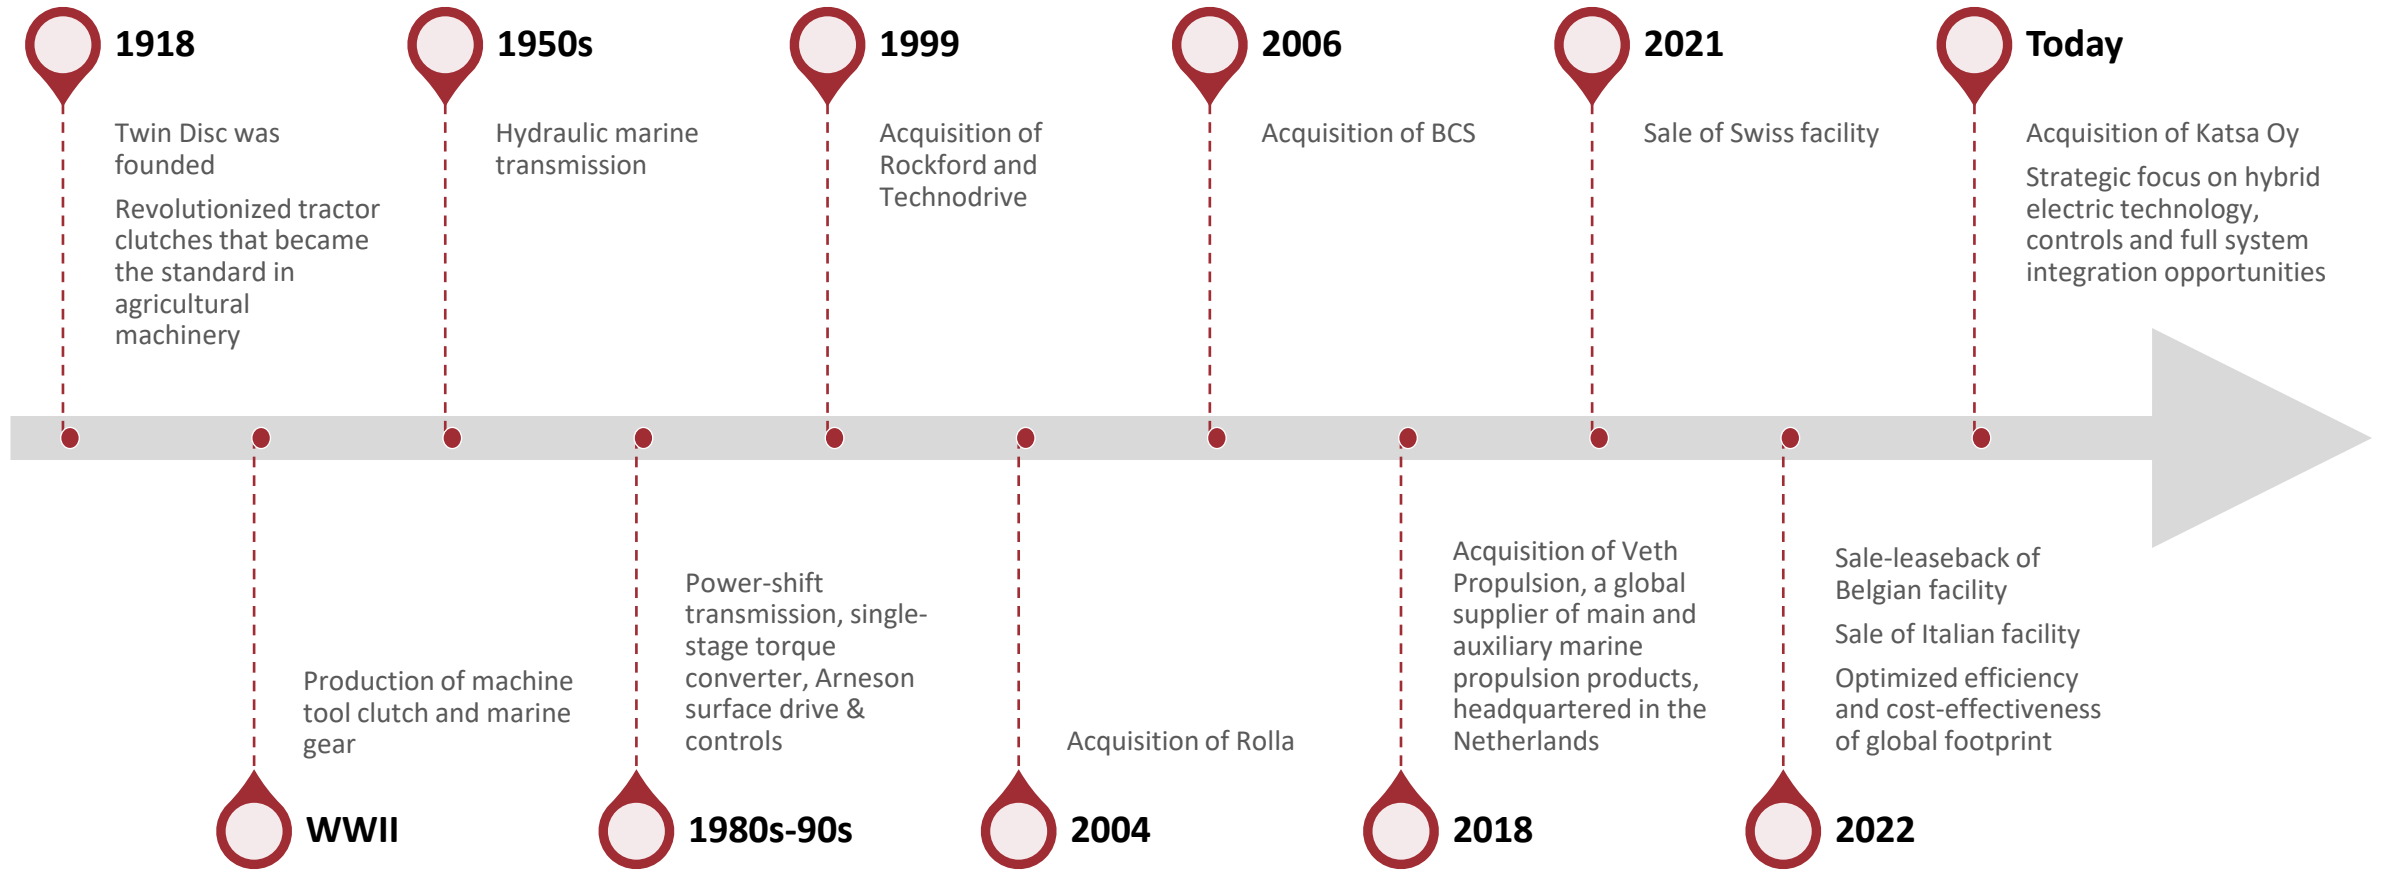 1918
Twin Disc was
founded
Revolutionized tractor
clutches that became
the standard in
agricultural
machinery
1950s
Hydraulic marine
transmission
1999
Acquisition of
Rockford and
Technodrive
2006
Acquisition of BCS
2021
Sale of Swiss facility
Today
Acquisition of Katsa Oy
Strategic focus on hybrid
electric technology,
controls and full system
integration opportunities
Production of machine
tool clutch and marine
gear
WWII
Power-shift
transmission, single-
stage torque
converter, Arneson
surface drive &
controls
1980s-90s
Acquisition of Rolla
2004
Acquisition of Veth
Propulsion, a global
supplier of main and
auxiliary marine
propulsion products,
headquartered in the
Netherlands
2018
Sale-leaseback of
Belgian facility
Sale of Italian facility
Optimized efficiency
and cost-effectiveness
of global footprint
2022